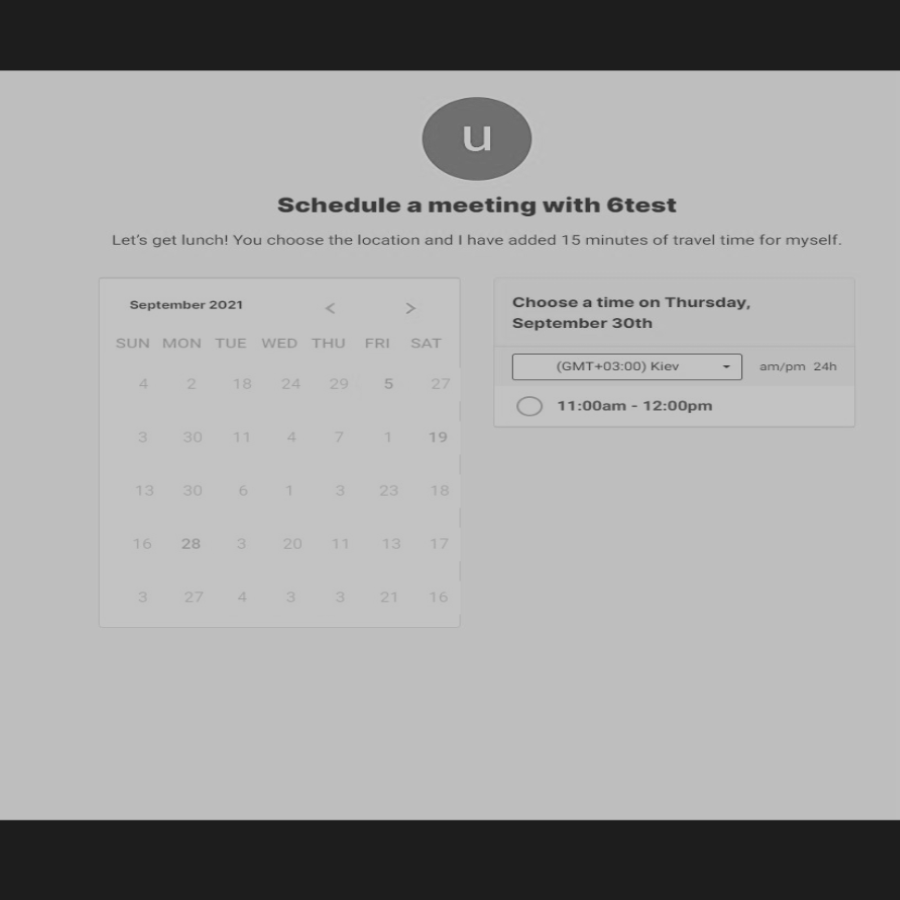 u
Schedule a meeting with 6test
Let's get lunch! You choose the location and I have added 15 minutes of travel time for myself.
September 2021 < >
SUN MON TUE WED THU FRI SAT
4 2 18 24 29 5 27
3 30 11 4 7 1 19
13 30 6 1 3 23 18
16 28 3 20 11 13 17
3 27 4 3 3 21 16
Choose a time on Thursday,
September 30th
(GMT+03:00) Kiev
am/pm 24h
11:00am - 12:00pm